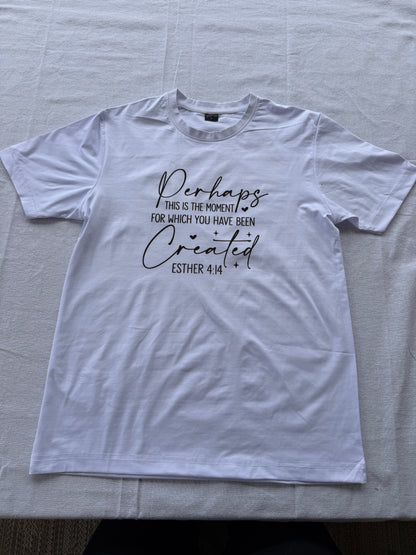 Perhaps
THIS IS THE MOMENT
FOR WHICH YOU HAVE BEEN
Created
ESTHER 4:14